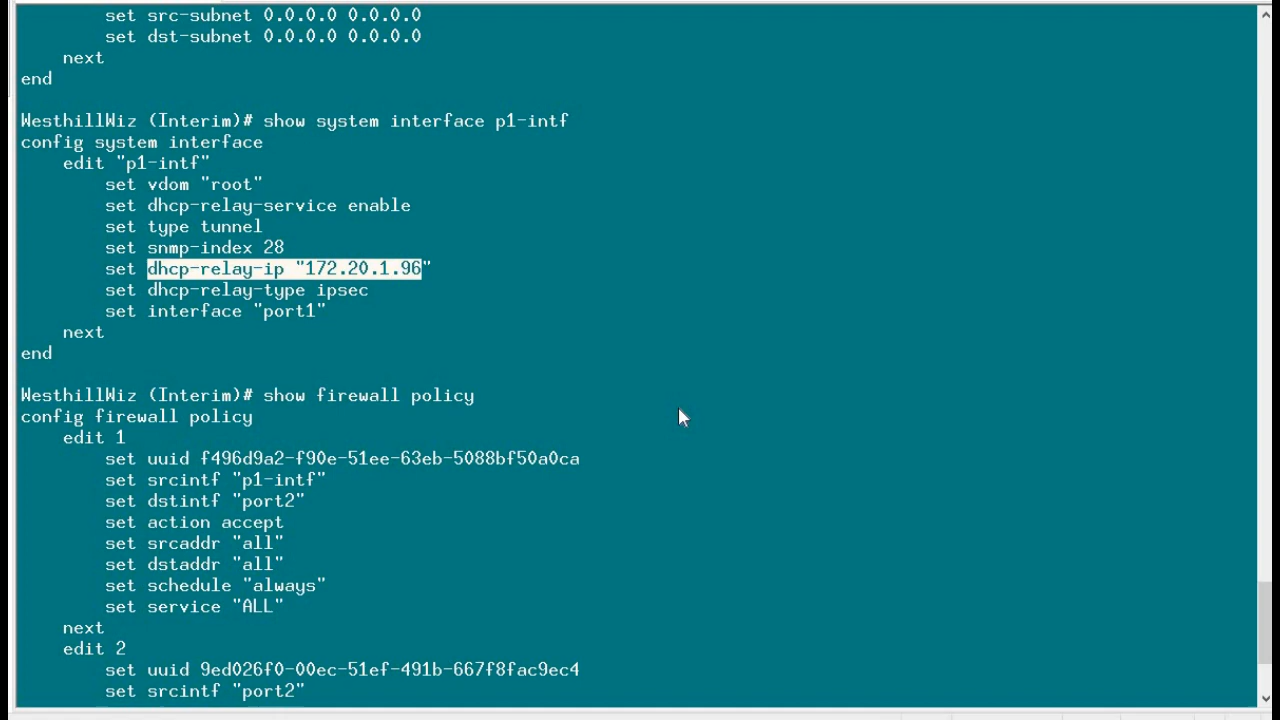 set src-subnet 0.0.0.0 0.0.0.0
set dst-subnet 0.0.0.0 0.0.0.0
next
end
WesthillWiz (Interim)# show system interface p1-intf
config system interface
edit "p1-intf"
set vdom "root"
set dhcp-relay-service enable
set type tunnel
set snmp-index 28
set dhcp-relay-ip "172.20.1.96"
set dhcp-relay-type ipsec
set interface "port1"
next
end
WesthillWiz (Interim)# show firewall policy
config firewall policy
edit 1
set uuid f496d9a2-f90e-51ee-63eb-5088bf50a0ca
set srcintf "p1-intf"
set dstintf "port2"
set action accept
set srcaddr "all"
set dstaddr "all"
set schedule "always"
set service "ALL"
next
edit 2
set uuid 9ed026f0-00ec-51ef-491b-667f8fac9ec4
set srcintf "port2"